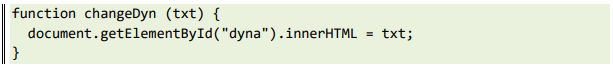 function changeDyn (txt) {
  document.getElementById("dyna").innerHTML = txt;
}